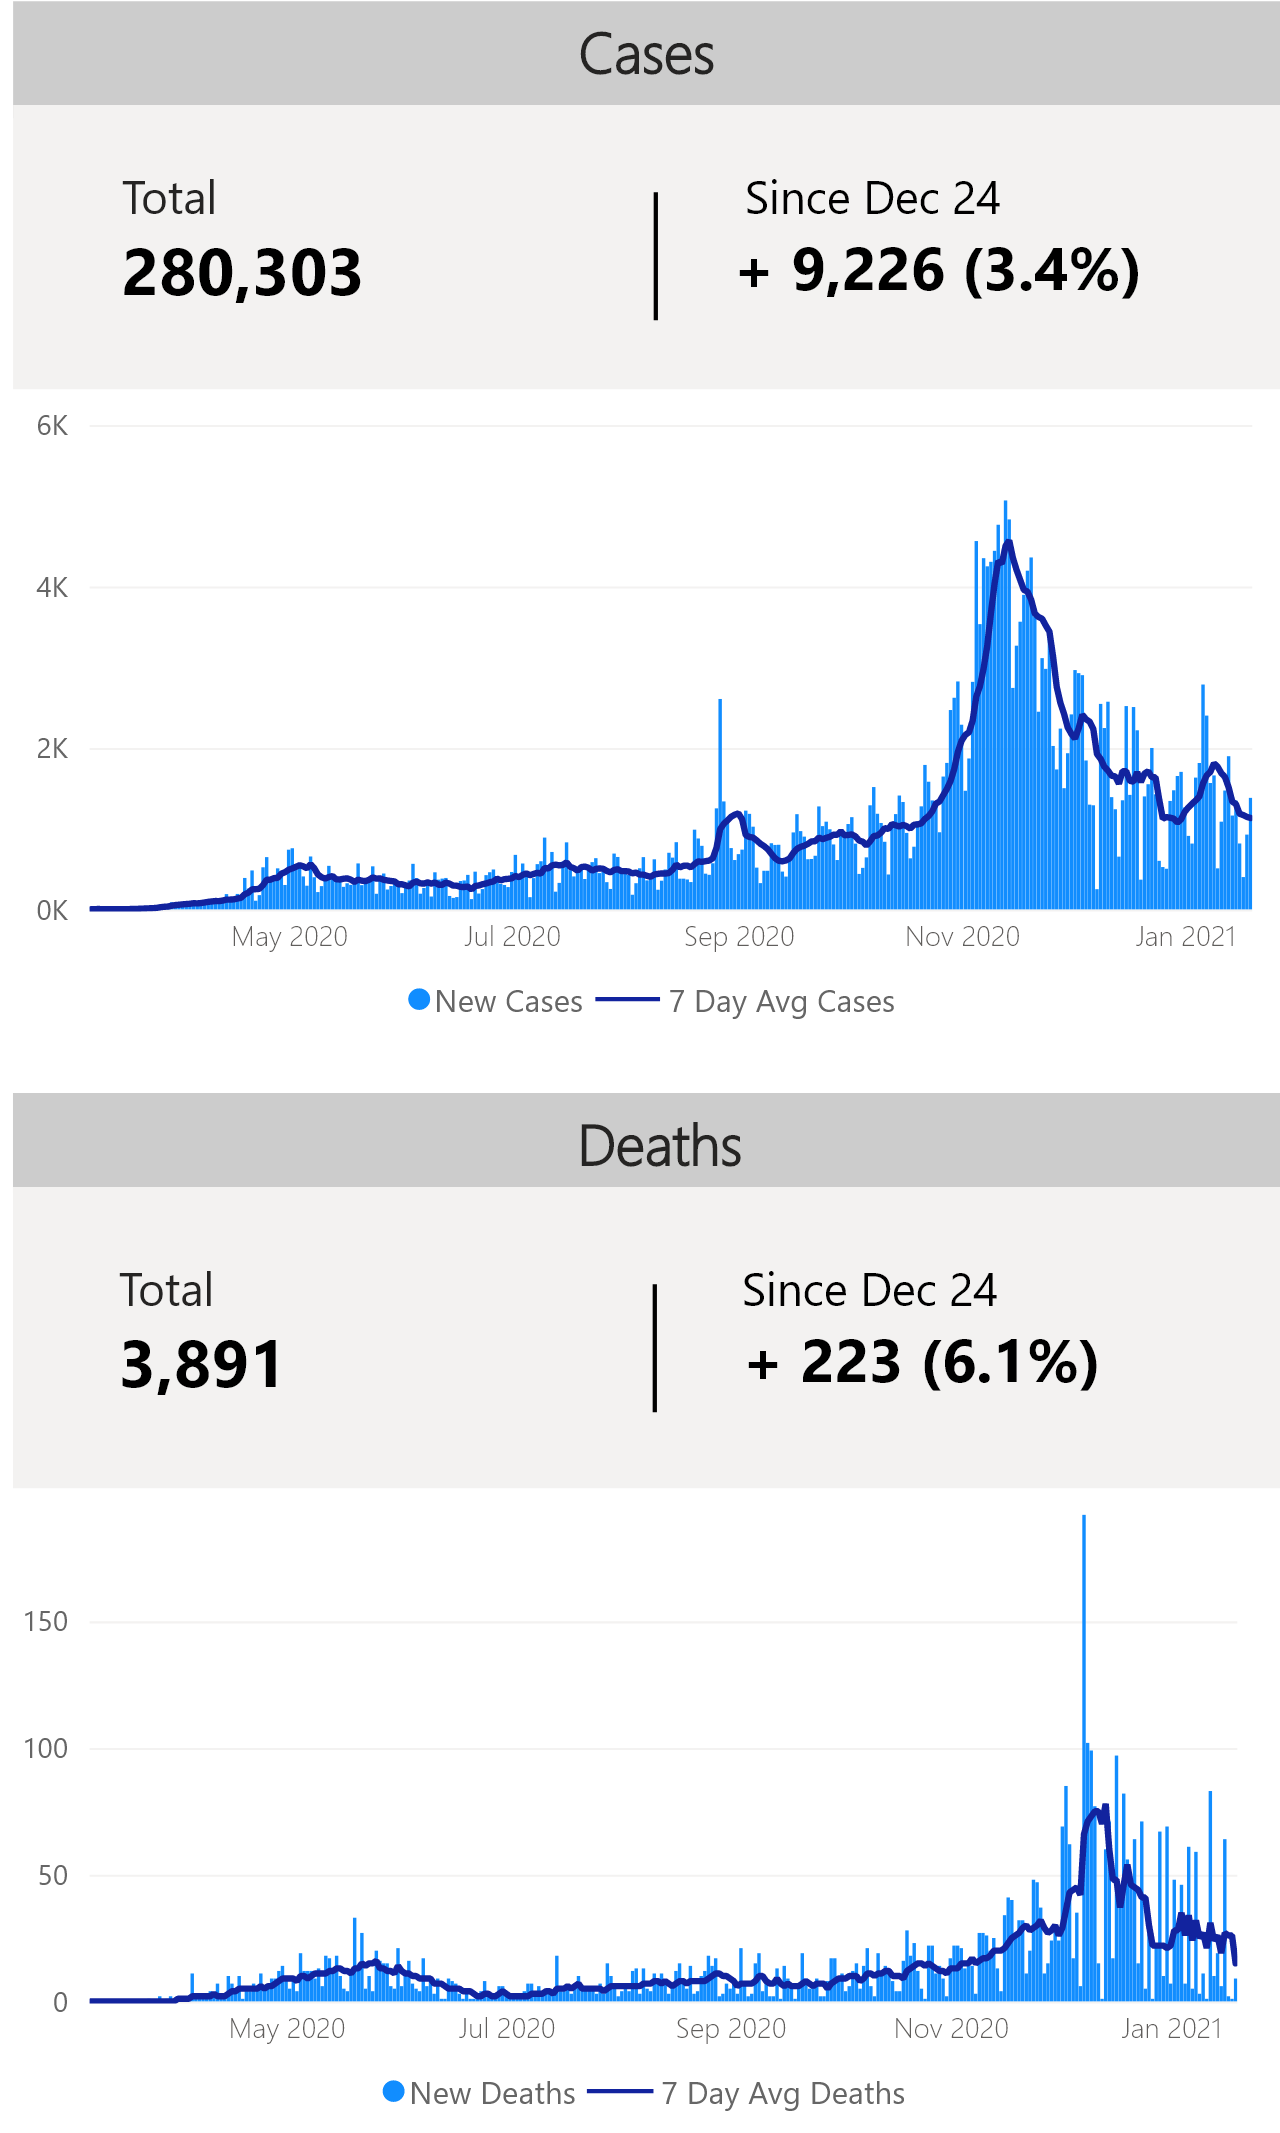 Cases
Total
280,303
Since Dec 24
+ 9,226 (3.4%)
6K
4K
2K
0K
May 2020 Jul 2020 Sep 2020 Nov 2020 Jan 2021
New Cases 7 Day Avg Cases
Deaths
Total
3,891
Since Dec 24
+ 223 (6.1%)
150
100
50
0
May 2020 Jul 2020 Sep 2020 Nov 2020 Jan 2021
New Deaths 7 Day Avg Deaths